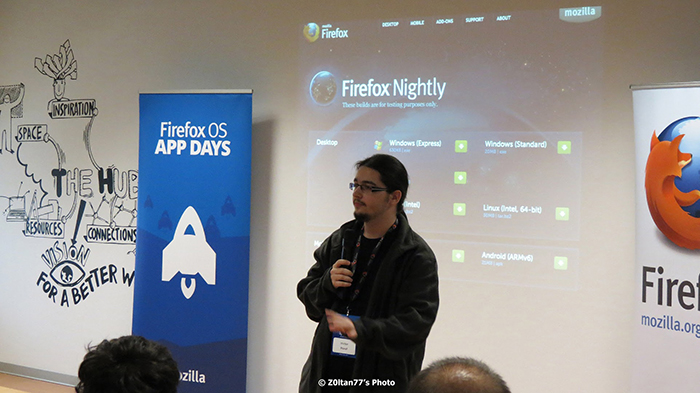 mozilla
Firefox
DESKTOP MOBILE ADD-ONS SUPPORT ABOUT
mozilla
Firefox Nightly
These builds are for testing purposes only.
Desktop
Windows (Express)
Windows (Standard)
Linux (Intel, 64-bit)
Android (ARMv6)
INSPIRATION
SPACE
THE HUB
RESOURCES
CONNECTIONS
VISION
FOR A BETTER W
Firefox OS
APP DAYS
mozilla
Firef
mozilla.org
© Z0ltan77's Photo